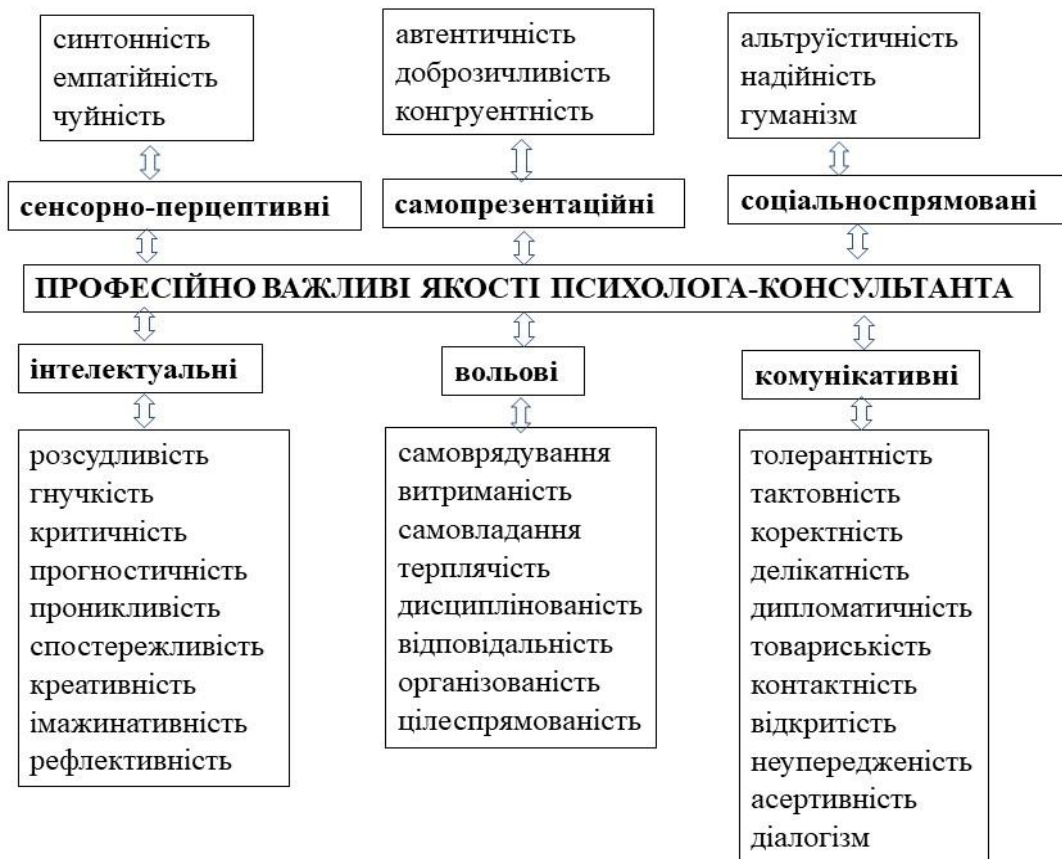 синтонність
емпатійність
чуйність
автентичність
доброзичливість
конгруентність
альтруїстичність
надійність
гуманізм
сенсорно-перцептивні
самопрезентаційні
соціальноспрямовані
ПРОФЕСІЙНО ВАЖЛИВІ ЯКОСТІ ПСИХОЛОГА-КОНСУЛЬТАНТА
інтелектуальні
вольові
комунікативні
розсудливість
гнучкість
критичність
прогностичність
проникливість
спостережливість
креативність
імажинативність
рефлективність
самоврядування
витриманість
самовладання
терплячість
дисциплінованість
відповідальність
організованість
цілеспрямованість
толерантність
тактовність
коректність
делікатність
дипломатичність
товариськість
контактність
відкритість
неупередженість
асертивність
діалогізм